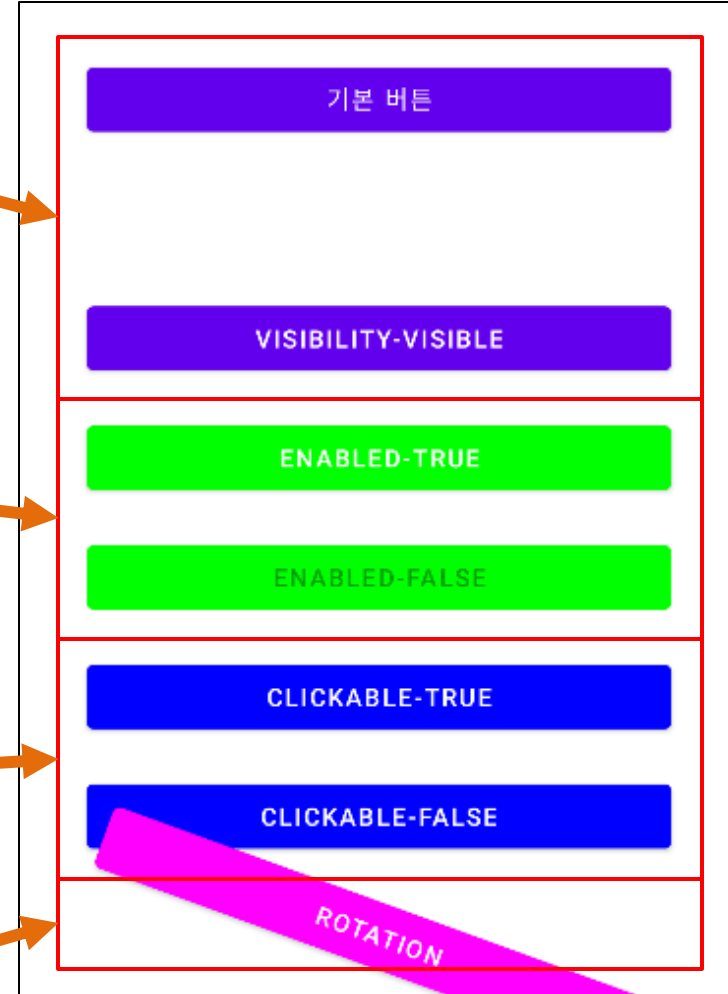 기본 버튼
VISIBILITY-VISIBLE
ENABLED-TRUE
ENABLED-FALSE
CLICKABLE-TRUE
CLICKABLE-FALSE
ROTATION